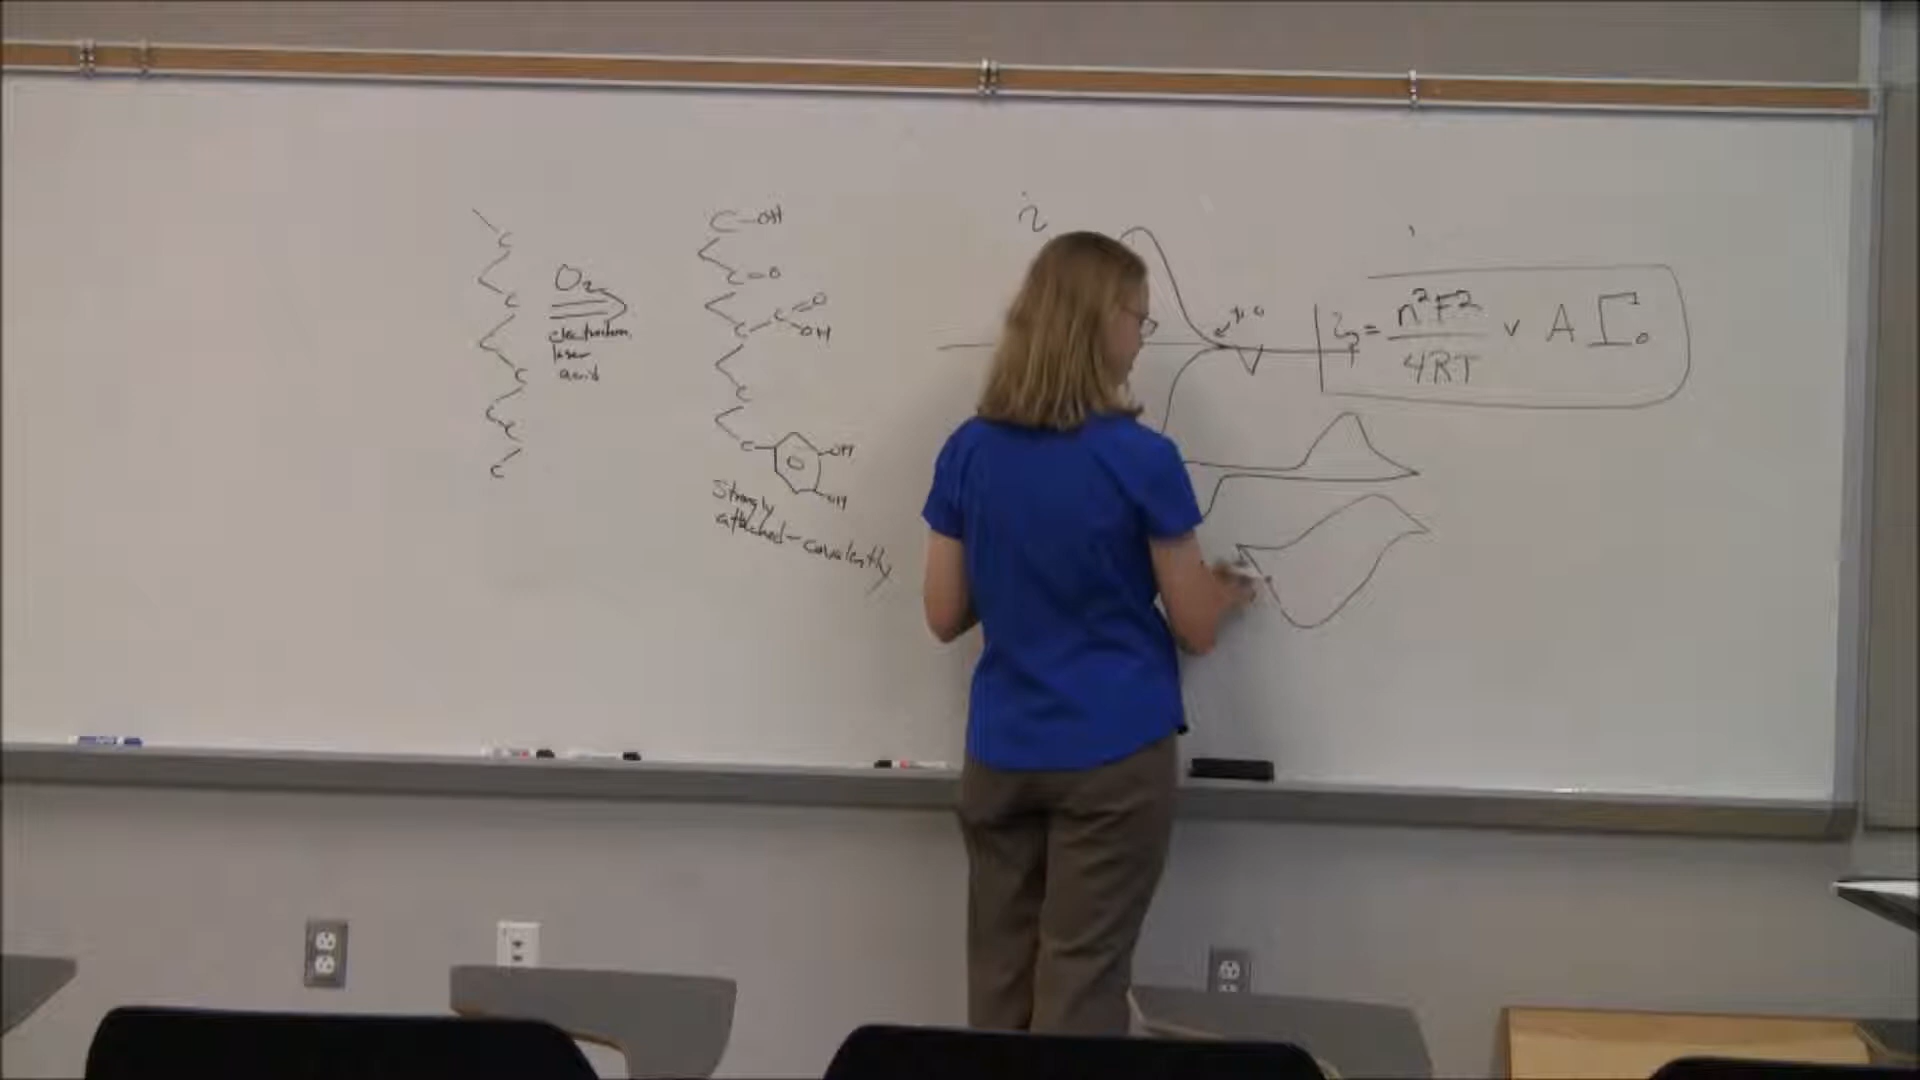 C
C
C
C
C
C
O₂
electrochem.
laser
acid
C-OH
C=O
C
C
O
OH
C
C
OH
OH
Strongly
attached - covalently
i
iₚ = n²F²/4RT v A Γ₀